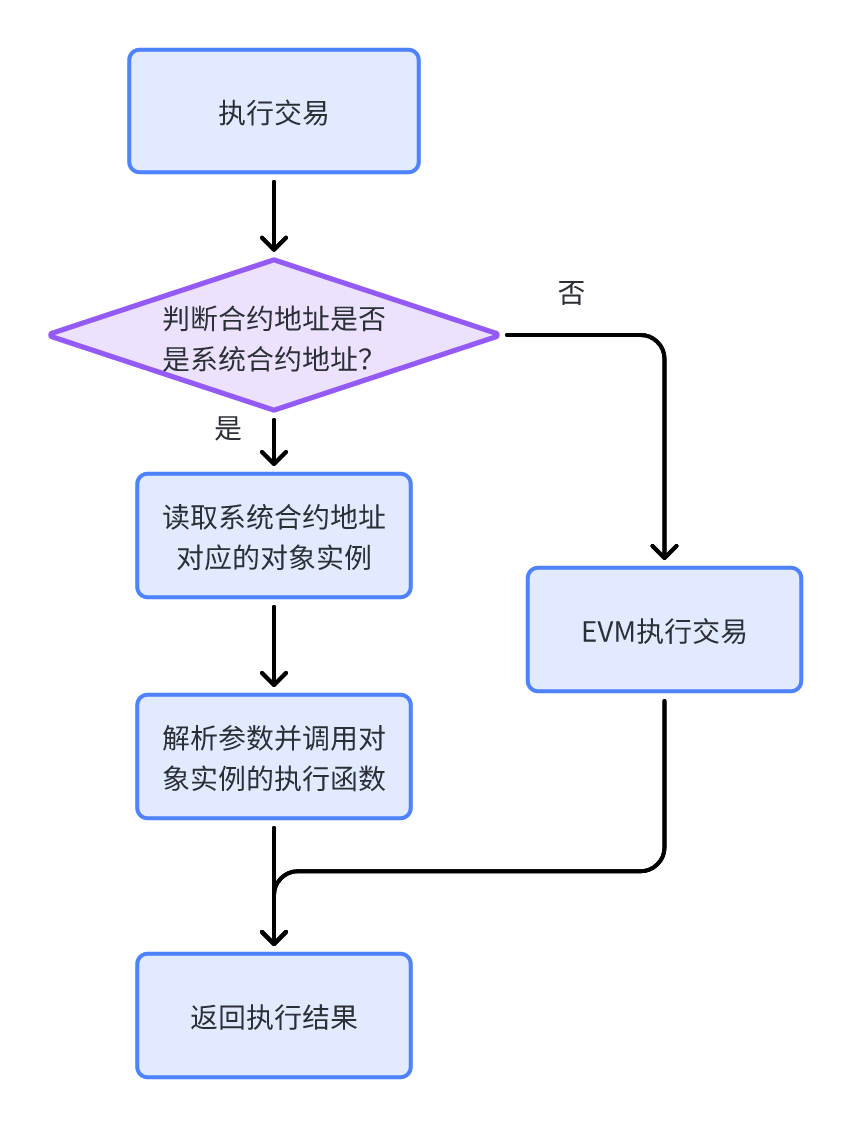 执行交易
否
判断合约地址是否
是系统合约地址？
是
读取系统合约地址
对应的对象实例
EVM执行交易
解析参数并调用对
象实例的执行函数
返回执行结果